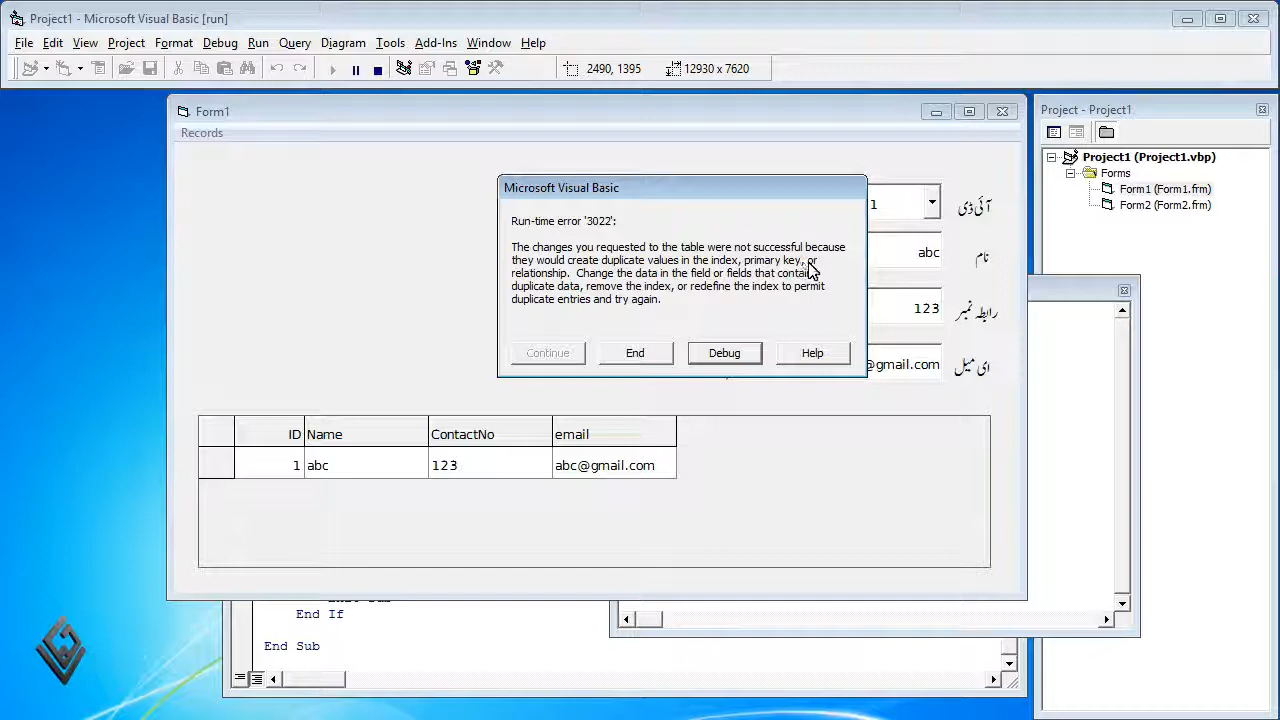 Project1 - Microsoft Visual Basic [run]
File Edit View Project Format Debug Run Query Diagram Tools Add-Ins Window Help
2490, 1395 12930 x 7620
Form1
Records
Project - Project1
Project1 (Project1.vbp)
Forms
Form1 (Form1.frm)
Form2 (Form2.frm)
Microsoft Visual Basic
Run-time error '3022':
The changes you requested to the table were not successful because
they would create duplicate values in the index, primary key, or
relationship. Change the data in the field or fields that contain
duplicate data, remove the index, or redefine the index to permit
duplicate entries and try again.
Continue End Debug Help
1 آئی ڈی
abc نام
123 رابطہ نمبر
@gmail.com ای میل
ID Name ContactNo email
1 abc 123 abc@gmail.com
End If
End Sub